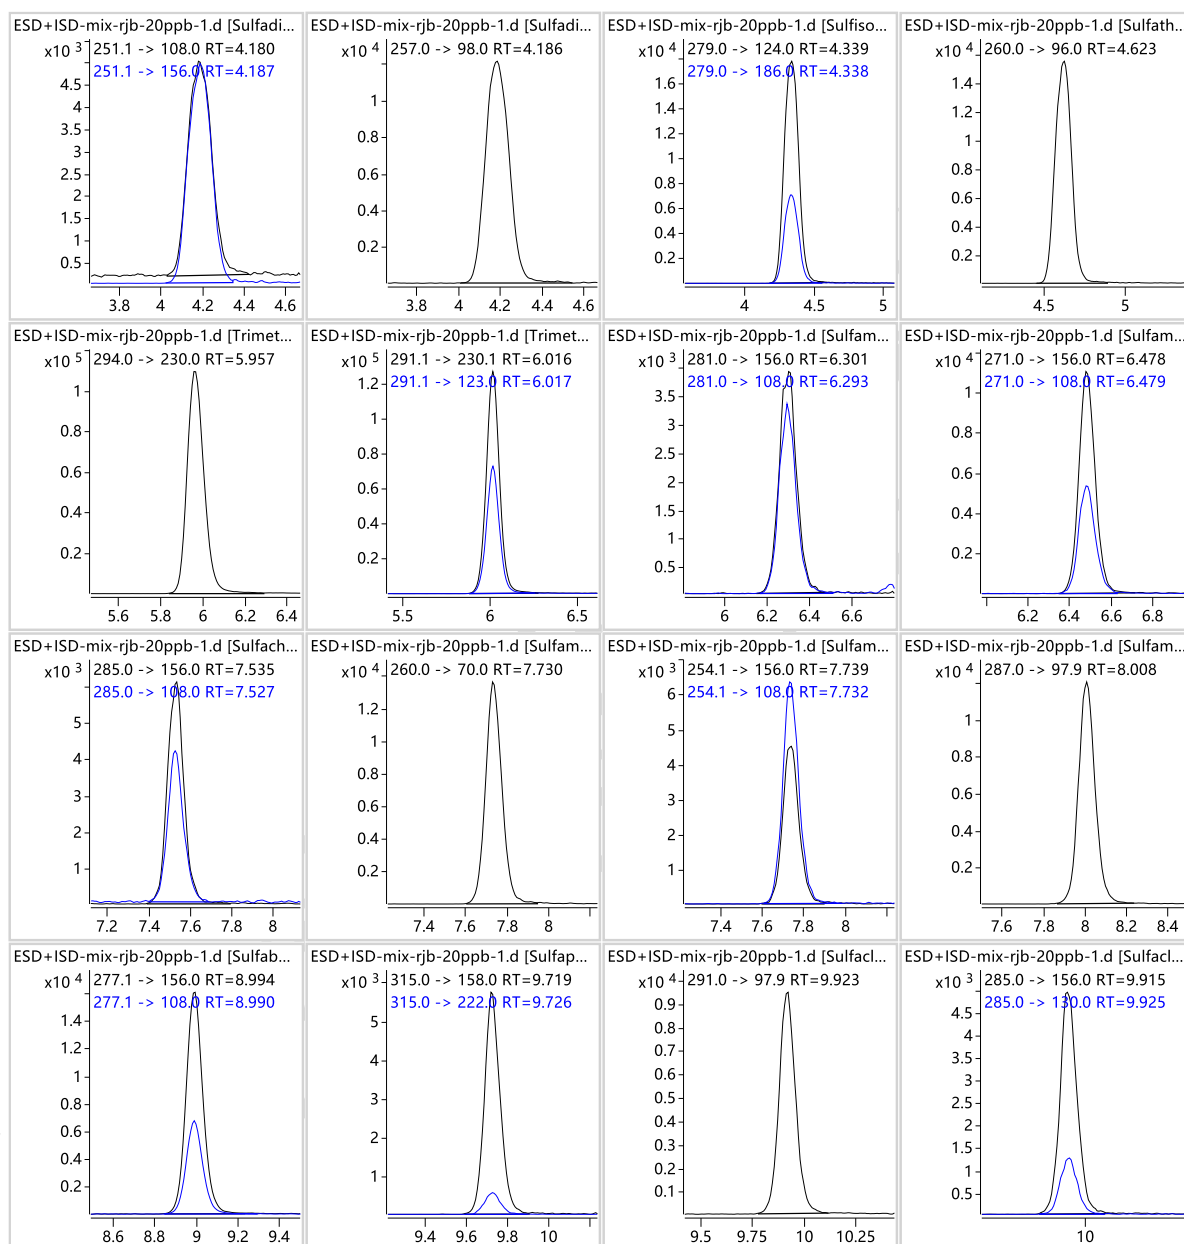 ESD+ISD-mix-rjb-20ppb-1.d [Sulfadi...
x10 3
251.1 -> 108.0 RT=4.180
251.1 -> 156.0 RT=4.187
5
4.5
4
3.5
3
2.5
2
1.5
1
0.5
3.8 4 4.2 4.4 4.6
ESD+ISD-mix-rjb-20ppb-1.d [Sulfadi...
x10 4
257.0 -> 98.0 RT=4.186
1
0.8
0.6
0.4
0.2
3.8 4 4.2 4.4 4.6
ESD+ISD-mix-rjb-20ppb-1.d [Sulfiso...
x10 4
279.0 -> 124.0 RT=4.339
279.0 -> 186.0 RT=4.338
1.6
1.4
1.2
1
0.8
0.6
0.4
0.2
4 4.5 5
ESD+ISD-mix-rjb-20ppb-1.d [Sulfath...
x10 4
260.0 -> 96.0 RT=4.623
1.4
1.2
1
0.8
0.6
0.4
0.2
4.5 5
ESD+ISD-mix-rjb-20ppb-1.d [Trimet...
x10 5
294.0 -> 230.0 RT=5.957
1
0.8
0.6
0.4
0.2
5.6 5.8 6 6.2 6.4
ESD+ISD-mix-rjb-20ppb-1.d [Trimet...
x10 5
291.1 -> 230.1 RT=6.016
291.1 -> 123.0 RT=6.017
1.2
1
0.8
0.6
0.4
0.2
5.5 6 6.5
ESD+ISD-mix-rjb-20ppb-1.d [Sulfam...
x10 3
281.0 -> 156.0 RT=6.301
281.0 -> 108.0 RT=6.293
3.5
3
2.5
2
1.5
1
0.5
6 6.2 6.4 6.6
ESD+ISD-mix-rjb-20ppb-1.d [Sulfam...
x10 4
271.0 -> 156.0 RT=6.478
271.0 -> 108.0 RT=6.479
1
0.8
0.6
0.4
0.2
6.2 6.4 6.6 6.8
ESD+ISD-mix-rjb-20ppb-1.d [Sulfach...
x10 3
285.0 -> 156.0 RT=7.535
285.0 -> 108.0 RT=7.527
5
4
3
2
1
7.2 7.4 7.6 7.8 8
ESD+ISD-mix-rjb-20ppb-1.d [Sulfam...
x10 4
260.0 -> 70.0 RT=7.730
1.2
1
0.8
0.6
0.4
0.2
7.4 7.6 7.8 8
ESD+ISD-mix-rjb-20ppb-1.d [Sulfam...
x10 3
254.1 -> 156.0 RT=7.739
254.1 -> 108.0 RT=7.732
6
5
4
3
2
1
7.4 7.6 7.8 8
ESD+ISD-mix-rjb-20ppb-1.d [Sulfam...
x10 4
287.0 -> 97.9 RT=8.008
1
0.8
0.6
0.4
0.2
7.6 7.8 8 8.2 8.4
ESD+ISD-mix-rjb-20ppb-1.d [Sulfab...
x10 4
277.1 -> 156.0 RT=8.994
277.1 -> 108.0 RT=8.990
1.4
1.2
1
0.8
0.6
0.4
0.2
8.6 8.8 9 9.2 9.4
ESD+ISD-mix-rjb-20ppb-1.d [Sulfap...
x10 3
315.0 -> 158.0 RT=9.719
315.0 -> 222.0 RT=9.726
5
4
3
2
1
9.4 9.6 9.8 10
ESD+ISD-mix-rjb-20ppb-1.d [Sulfacl...
x10 4
291.0 -> 97.9 RT=9.923
0.9
0.8
0.7
0.6
0.5
0.4
0.3
0.2
0.1
9.5 9.75 10 10.25
ESD+ISD-mix-rjb-20ppb-1.d [Sulfacl...
x10 3
285.0 -> 156.0 RT=9.915
285.0 -> 130.0 RT=9.925
4.5
4
3.5
3
2.5
2
1.5
1
0.5
10